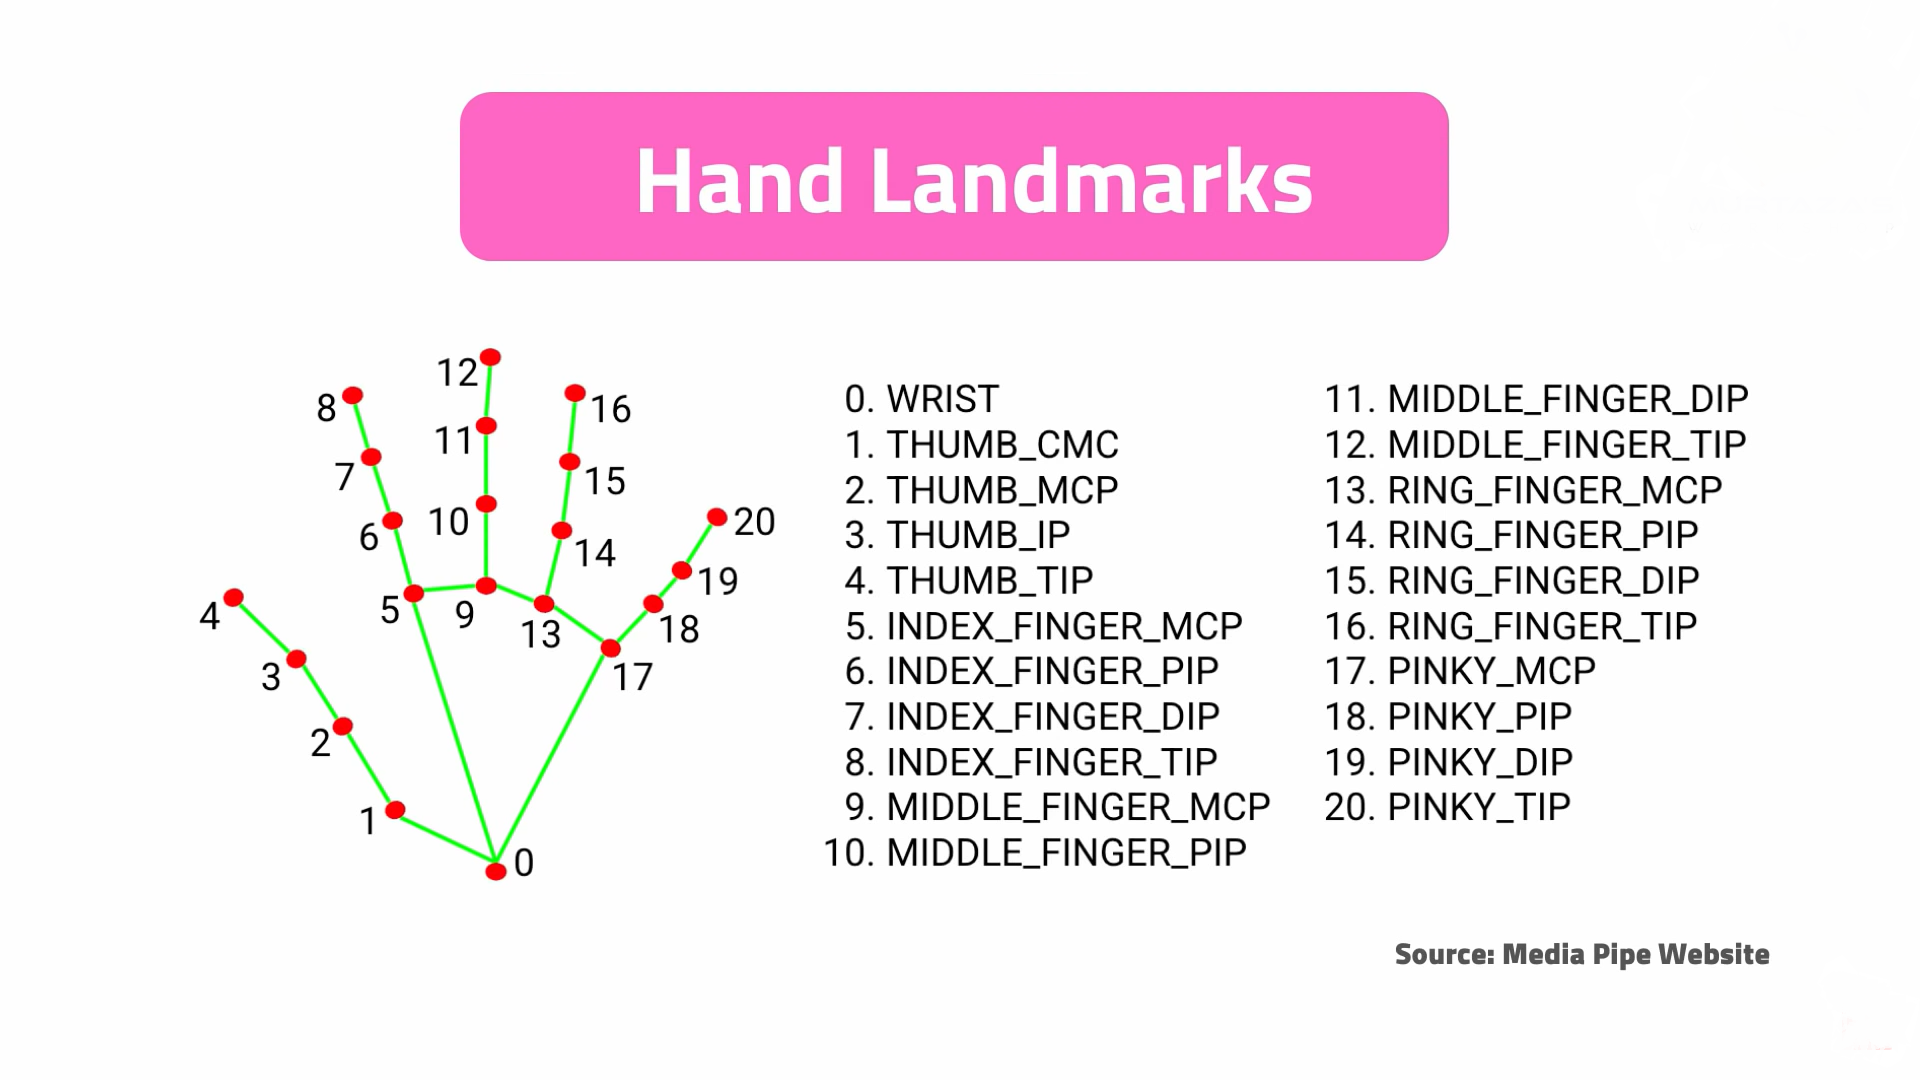 Hand Landmarks
12
8
16
11
7
15
10
20
6
14
19
4
5
9
13
18
3
17
2
1
0
0. WRIST
1. THUMB_CMC
2. THUMB_MCP
3. THUMB_IP
4. THUMB_TIP
5. INDEX_FINGER_MCP
6. INDEX_FINGER_PIP
7. INDEX_FINGER_DIP
8. INDEX_FINGER_TIP
9. MIDDLE_FINGER_MCP
10. MIDDLE_FINGER_PIP
11. MIDDLE_FINGER_DIP
12. MIDDLE_FINGER_TIP
13. RING_FINGER_MCP
14. RING_FINGER_PIP
15. RING_FINGER_DIP
16. RING_FINGER_TIP
17. PINKY_MCP
18. PINKY_PIP
19. PINKY_DIP
20. PINKY_TIP
Source: Media Pipe Website